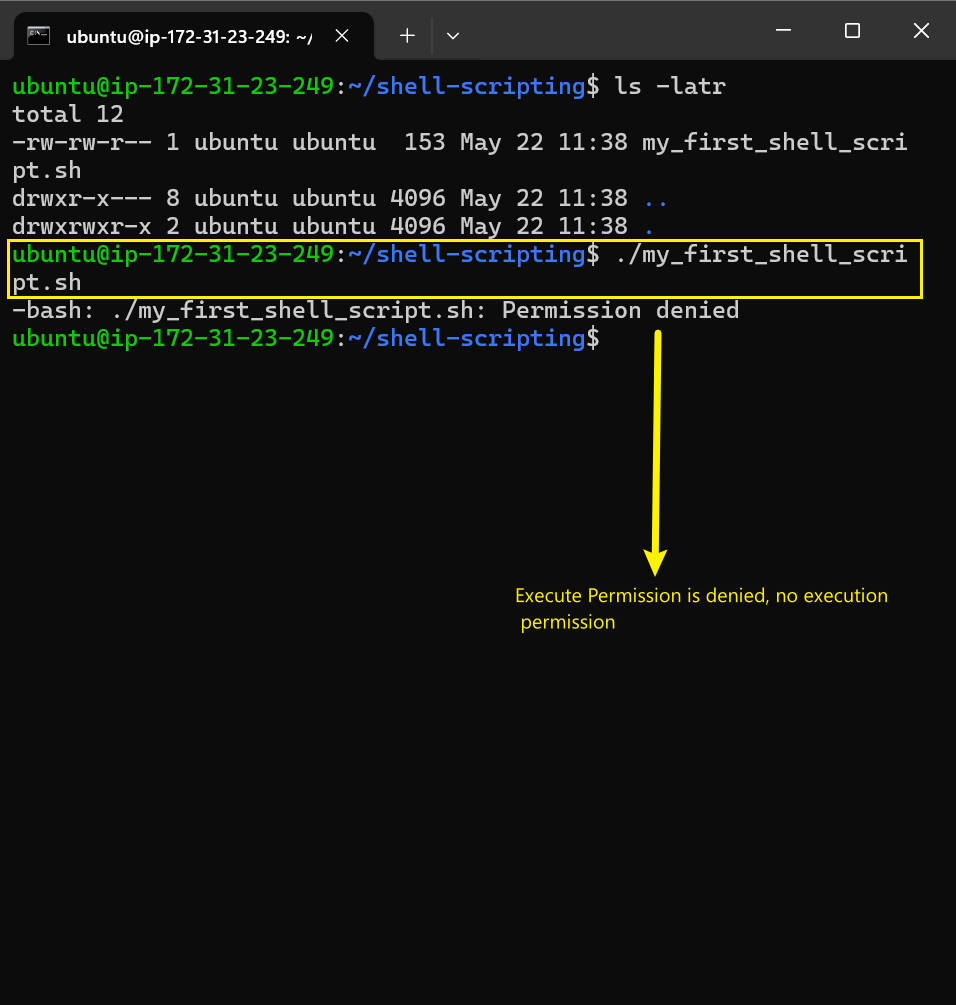 ubuntu@ip-172-31-23-249: ~/
ubuntu@ip-172-31-23-249:~/shell-scripting$ ls -latr
total 12
-rw-rw-r-- 1 ubuntu ubuntu  153 May 22 11:38 my_first_shell_scri
pt.sh
drwxr-x--- 8 ubuntu ubuntu 4096 May 22 11:38 ..
drwxrwxr-x 2 ubuntu ubuntu 4096 May 22 11:38 .
ubuntu@ip-172-31-23-249:~/shell-scripting$ ./my_first_shell_scri
pt.sh
-bash: ./my_first_shell_script.sh: Permission denied
ubuntu@ip-172-31-23-249:~/shell-scripting$
Execute Permission is denied, no execution
permission